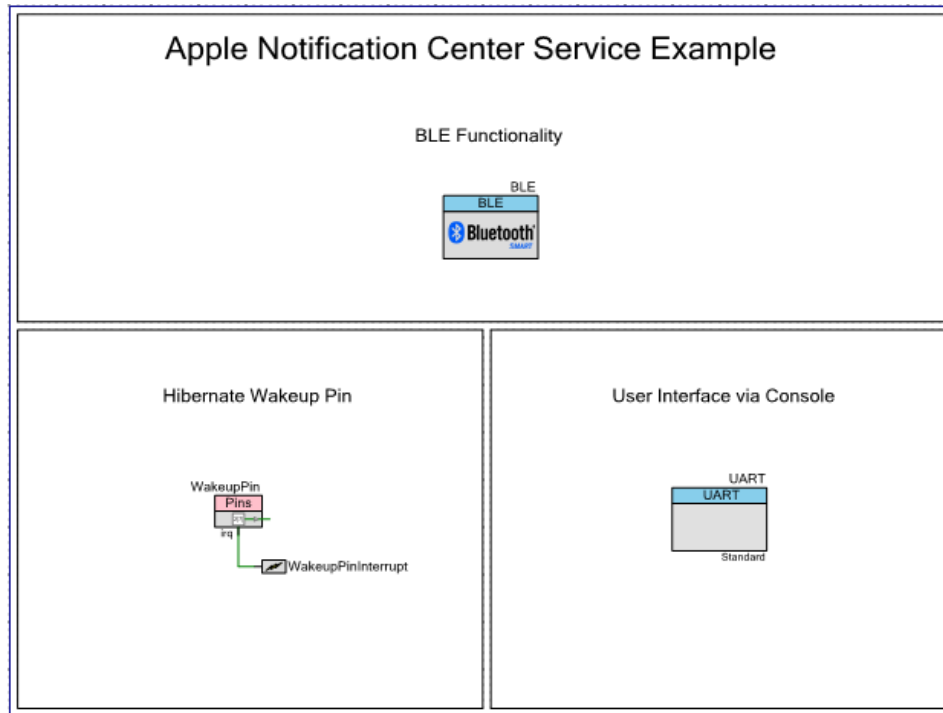 Apple Notification Center Service Example
BLE Functionality
BLE
BLE
Bluetooth
SMART
Hibernate Wakeup Pin
WakeupPin
Pins
irq
WakeupPinInterrupt
User Interface via Console
UART
UART
Standard